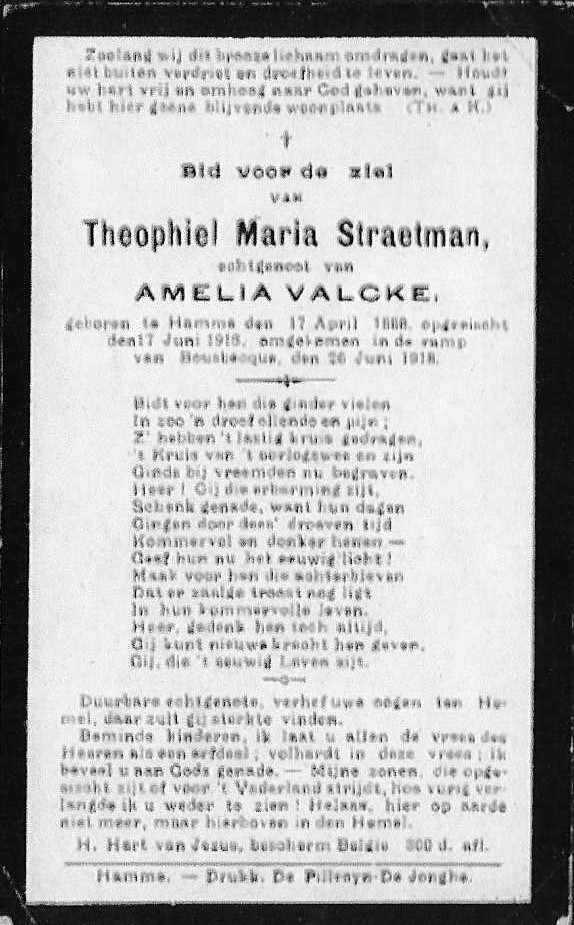 Zoolang wij dit broozelichaam omdragen, gaat het
niet buiten verdriet en droefheid te leven. — Houdt
uw hart vrij en omhoog naar God geheven, want gij
hebt hier geene blijvende woonplaats (TH. A K.)
†
Bid voor de ziel
VAN
Theophiel Maria Straetman,
echtgenoot van
AMELIA VALCKE,
geboren te Hamme den 17 April opgeeischt
den 17 Juni 1918, omgekomen in de ramp
van Bousbecque, den 26 Juni 1918.
Bidt voor hen die ginder vielen
In zoo'n droef ellende en pijn;
Z' hebben 't lastig kruis gedragen,
't Kruis van 't oorlogswee en zijn
Ginds bij vreemden nu begraven.
Heer! Gij die erbarming zijt,
Schenk genade, want hun dagen
Gingen door deez' droeven tijd
Kommervol en donker henen —
Geef hun nu het eeuwig licht!
Maak voor hen die achterbleven
Dat er zaalge troost nog ligt
In hun kommervolle leven.
Heer, gedenk hen toch altijd,
Gij kunt nieuwe kracht hen geven,
Gij, die 't eeuwig Leven zijt.
Duurbare echtgenote, verhef uwe oogen ten He-
mel, daar zult gij sterkte vinden.
Beminde kinderen, ik laat u allen de vrees des
Heeren als een erfdeel; volhardt in deze vrees; ik
beveel u aan Gods genade. — Mijne zonen, die opge-
eischt zijt of voor 't Vaderland strijdt, hoe vurig ver-
langde ik u weder te zien! Helaas, hier op aarde
niet meer, maar hierboven in den Hemel.
H. Hart van Jezus, bescherm België 300 d. afl.
Hamme. — Drukk. De Pillecyn-De Jonghe.